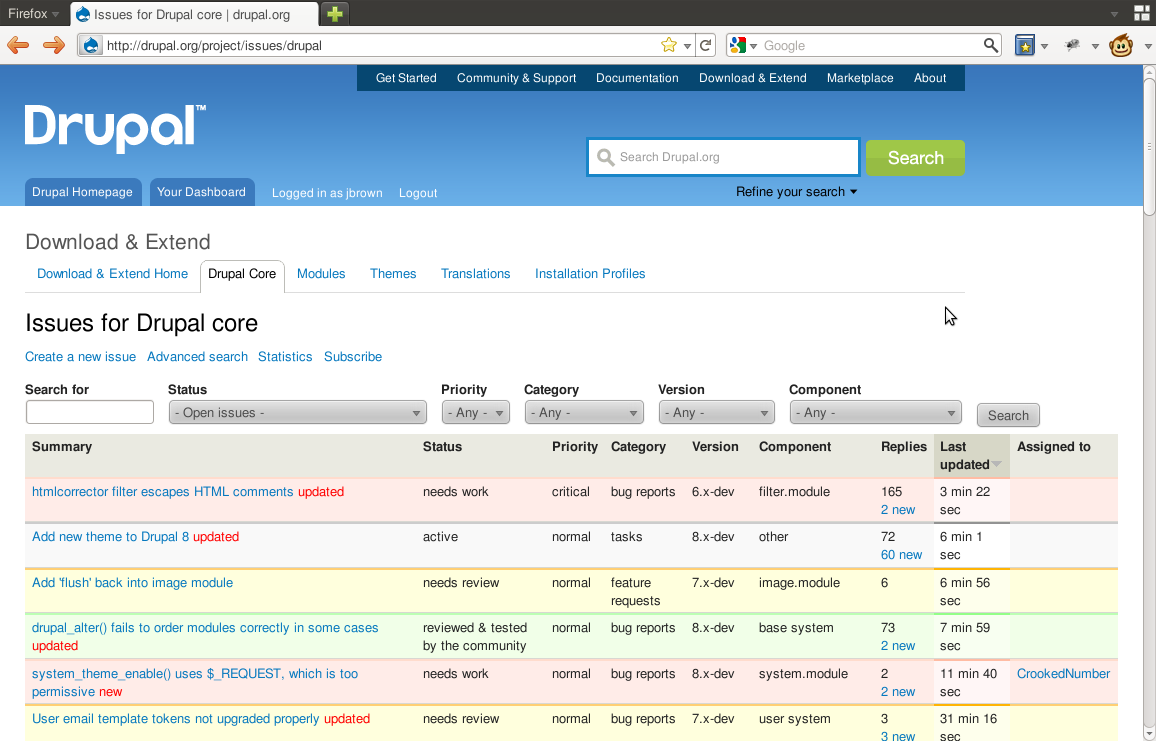 Firefox
Issues for Drupal core | drupal.org
http://drupal.org/project/issues/drupal
Google
Get Started Community & Support Documentation Download & Extend Marketplace About
Drupal™
Search Drupal.org
Search
Refine your search
Drupal Homepage Your Dashboard Logged in as jbrown Logout
Download & Extend
Download & Extend Home Drupal Core Modules Themes Translations Installation Profiles
Issues for Drupal core
Create a new issue Advanced search Statistics Subscribe
Search for Status Priority Category Version Component
- Open issues - - Any - - Any - - Any - - Any - Search
Summary Status Priority Category Version Component Replies Last
updated Assigned to
htmlcorrector filter escapes HTML comments updated needs work critical bug reports 6.x-dev filter.module 165 3 min 22
2 new sec
Add new theme to Drupal 8 updated active normal tasks 8.x-dev other 72 6 min 1
60 new sec
Add 'flush' back into image module needs review normal feature 7.x-dev image.module 6 6 min 56
requests sec
drupal_alter() fails to order modules correctly in some cases reviewed & tested normal bug reports 8.x-dev base system 73 7 min 59
updated by the community 2 new sec
system_theme_enable() uses $_REQUEST, which is too needs work normal bug reports 8.x-dev system.module 2 11 min 40 CrookedNumber
permissive new 2 new sec
User email template tokens not upgraded properly updated needs review normal bug reports 7.x-dev user system 3 31 min 16
3 new sec